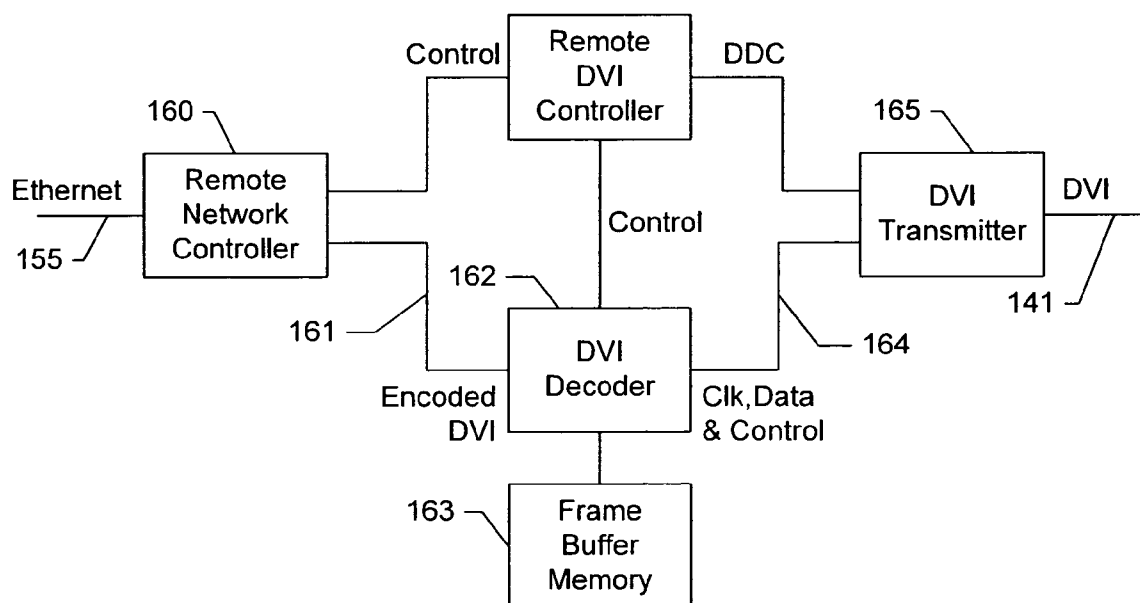 Control
Remote
DVI
Controller
DDC
160
165
Ethernet
Remote
Network
Controller
DVI
Transmitter
DVI
155
Control
141
162
161
164
DVI
Decoder
Encoded
DVI
Clk,Data
& Control
163
Frame
Buffer
Memory